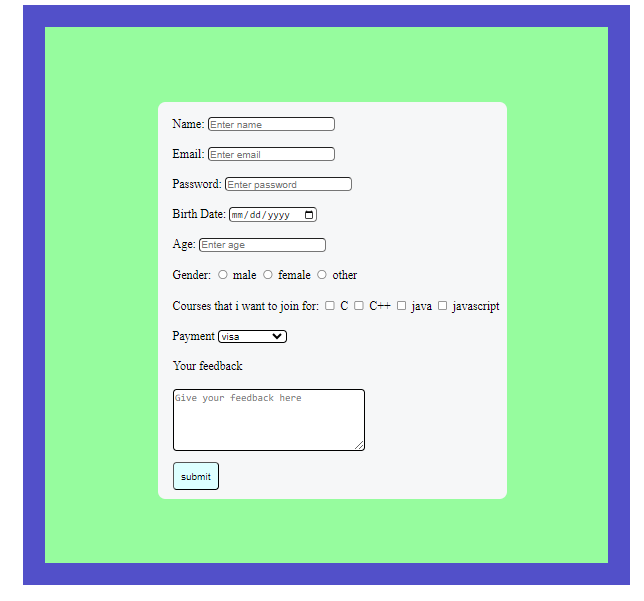 Name: Enter name
Email: Enter email
Password: Enter password
Birth Date: mm/dd/yyyy
Age: Enter age
Gender: male female other
Courses that i want to join for: C C++ java javascript
Payment visa
Your feedback
Give your feedback here
submit